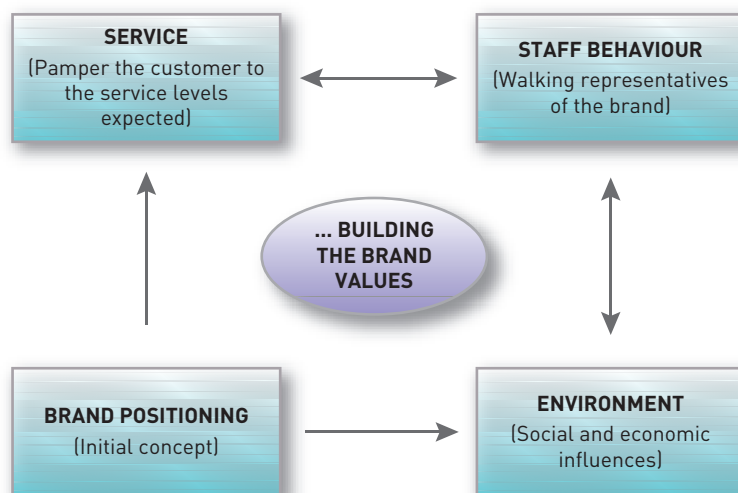 SERVICE
(Pamper the customer to
the service levels
expected)
STAFF BEHAVIOUR
(Walking representatives
of the brand)
... BUILDING
THE BRAND
VALUES
BRAND POSITIONING
(Initial concept)
ENVIRONMENT
(Social and economic
influences)